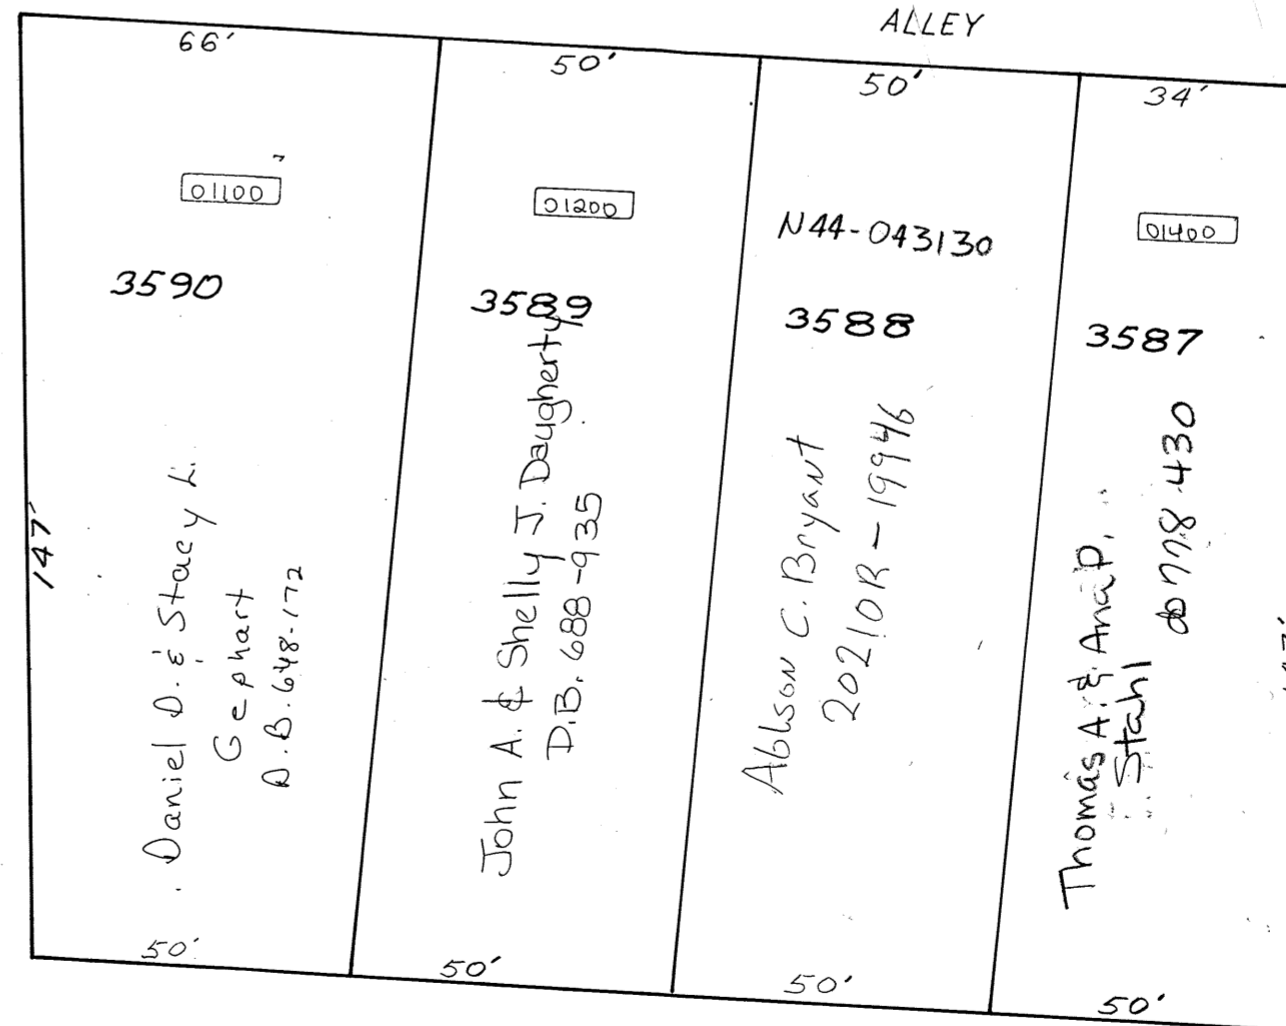 ALLEY
66'
50'
50'
34'
01100
01200
N44-043130
01400
3590
3589
3588
3587
147'
Daniel D. & Stacey L.
Gephart
D.B. 648-172
John A. & Shelly J. Daugherty
D.B. 688-935
C. Bryant
2021OR-19946
Thomas A. & Ana P.
Stahl
778-430
50'
50'
50'
50'